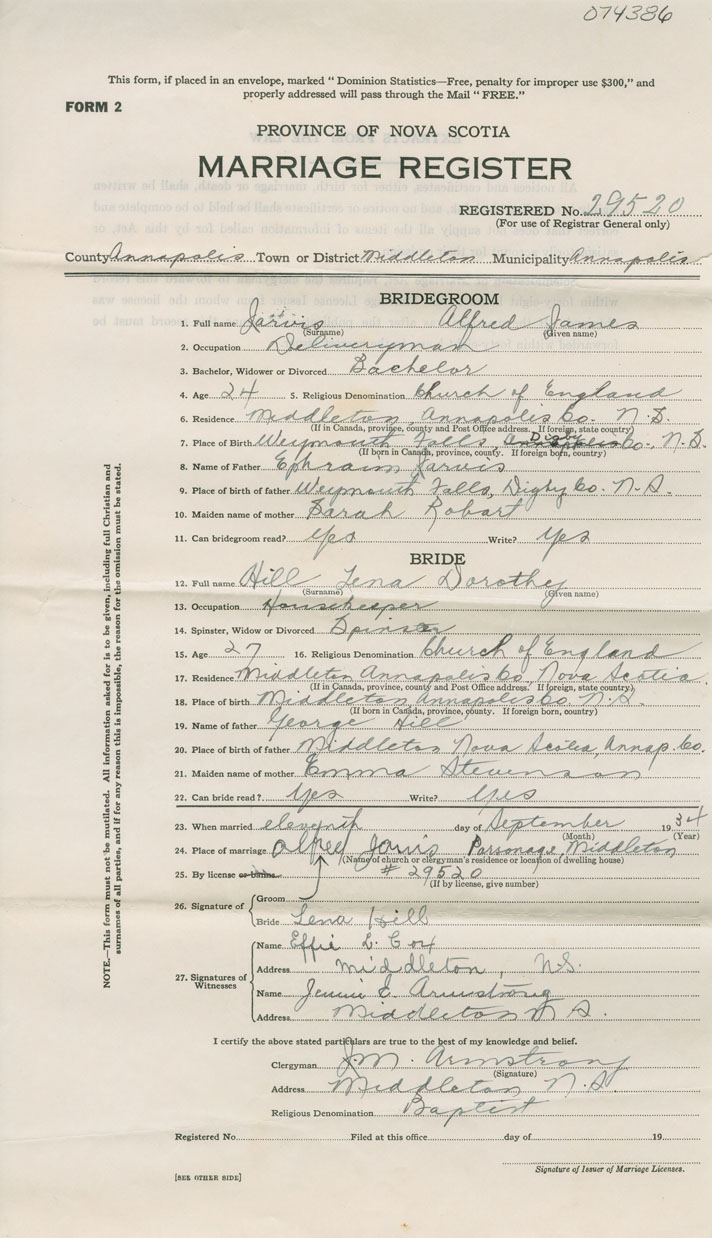 074386
This form, if placed in an envelope, marked "Dominion Statistics—Free, penalty for improper use $300," and
properly addressed will pass through the Mail "FREE."
FORM 2
PROVINCE OF NOVA SCOTIA
MARRIAGE REGISTER
REGISTERED No. 29520
(For use of Registrar General only)
County Annapolis Town or District Middleton Municipality Annapolis
BRIDEGROOM
1. Full name Jarvis Alfred James
(Surname) (Given name)
2. Occupation Deliveryman
3. Bachelor, Widower or Divorced Bachelor
4. Age 24 5. Religious Denomination Church of England
6. Residence Middleton, Annapolis Co. N.S.
(If in Canada, province, county and Post Office address. If foreign, state country)
7. Place of Birth Weymouth Falls, Annapolis Digby Co. N.S.
(If born in Canada, province, county. If foreign born, country)
8. Name of Father Ephraim Jarvis
9. Place of birth of father Weymouth Falls, Digby Co. N.S.
10. Maiden name of mother Sarah Robart
11. Can bridegroom read? Yes Write? Yes
BRIDE
12. Full name Hill Lena Dorothy
(Surname) (Given name)
13. Occupation Housekeeper
14. Spinster, Widow or Divorced Spinster
15. Age 27 16. Religious Denomination Church of England
17. Residence Middleton Annapolis Co. Nova Scotia.
(If in Canada, province, county and Post Office address. If foreign, state country)
18. Place of birth Middleton Annapolis Co. N.S.
(If born in Canada, province, county. If foreign born, country)
19. Name of father George Hill
20. Place of birth of father Middleton Nova Scotia, Annap. Co.
21. Maiden name of mother Emma Stevenson
22. Can bride read? Yes Write? Yes
23. When married eleventh day of September 1934
(Month) (Year)
24. Place of marriage Alfred Jarvis Parsonage, Middleton
(Name of church or clergyman's residence or location of dwelling house)
25. By license or banns # 29520
(If by license, give number)
26. Signature of
Groom
Bride Lena Hill
27. Signatures of Witnesses
Name Effie L. Cox
Address Middleton, N.S.
Name Jennie E. Armstrong
Address Middleton N.S.
I certify the above stated particulars are true to the best of my knowledge and belief.
Clergyman J.M. Armstrong
(Signature)
Address Middleton N.S.
Religious Denomination Baptist
Registered No. Filed at this office day of 19
Signature of Issuer of Marriage Licenses.
[SEE OTHER SIDE]
NOTE.—This form must not be mutilated. All information asked for is to be given, including full Christian and
surnames of all parties, and if for any reason this is impossible, the reason for the omission must be stated.